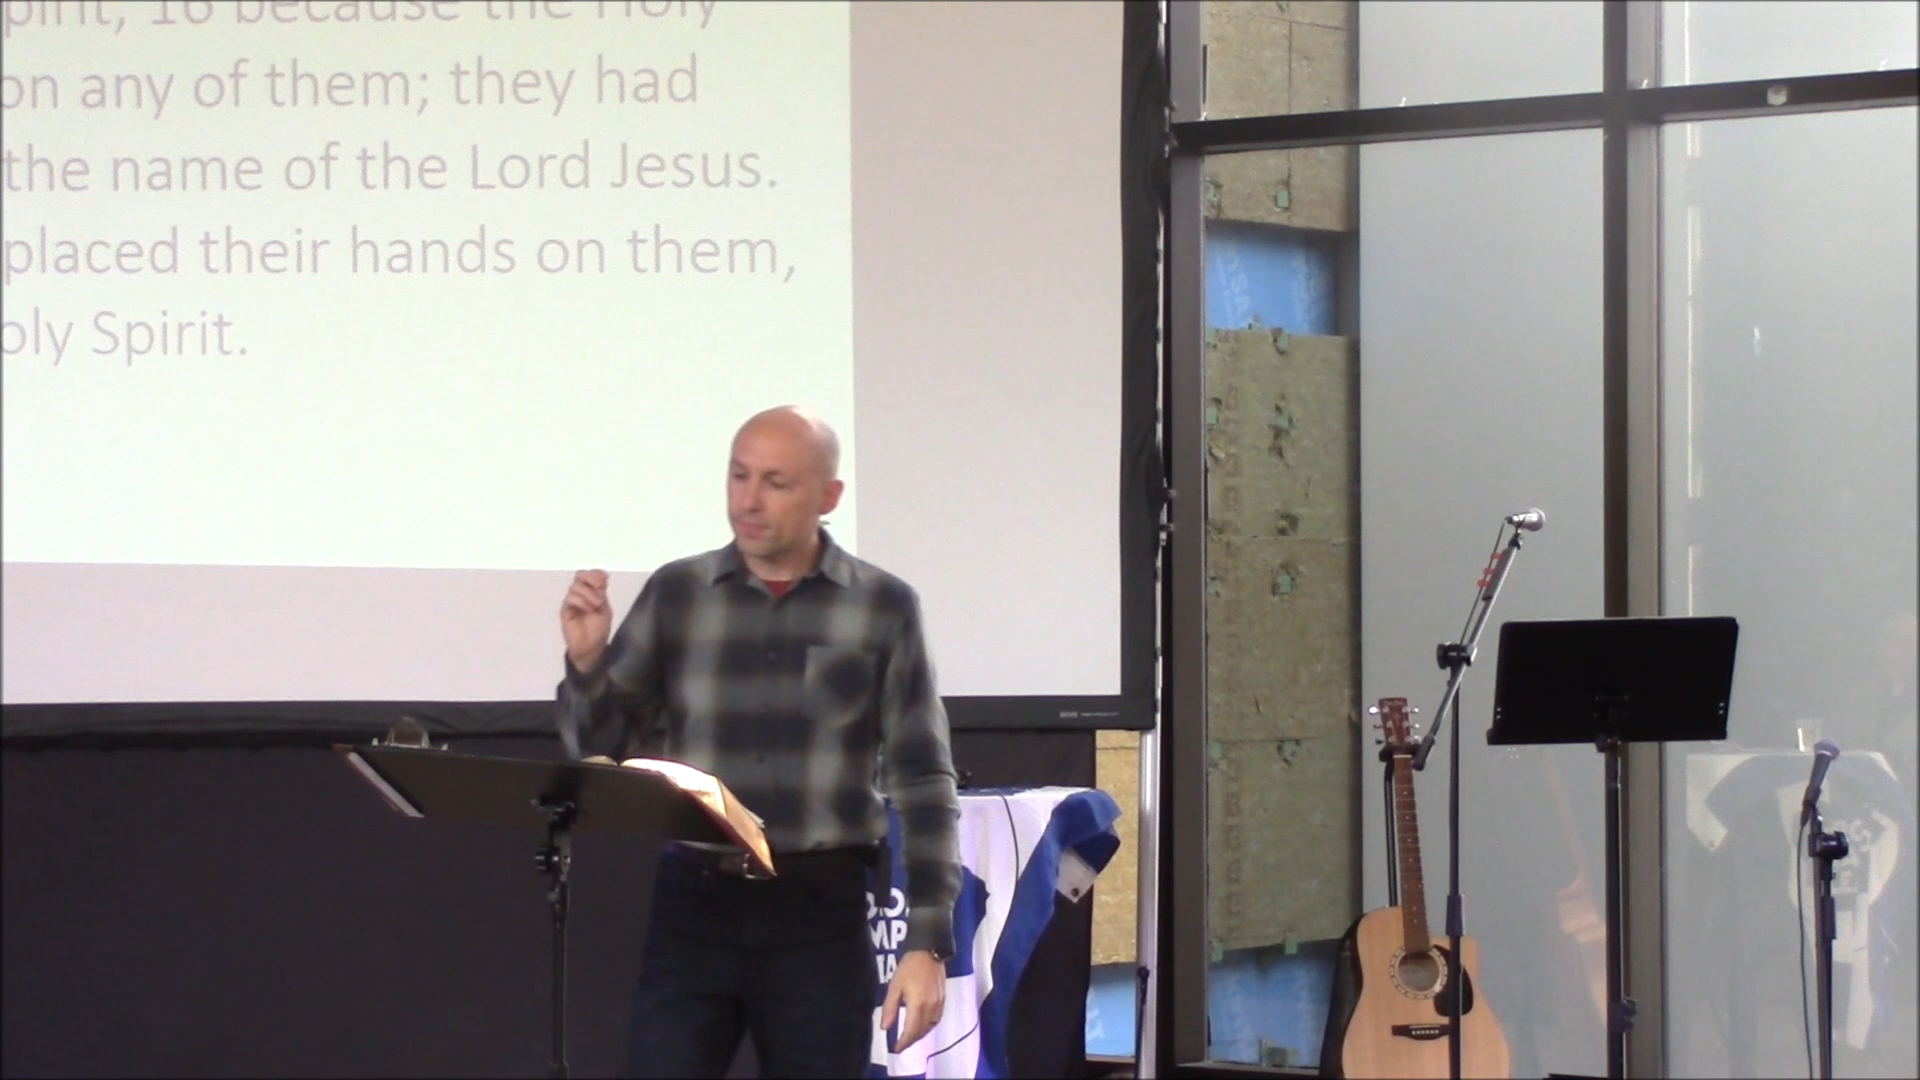 pirit, 16 because the Holy
on any of them; they had
the name of the Lord Jesus.
placed their hands on them,
oly Spirit.
MP